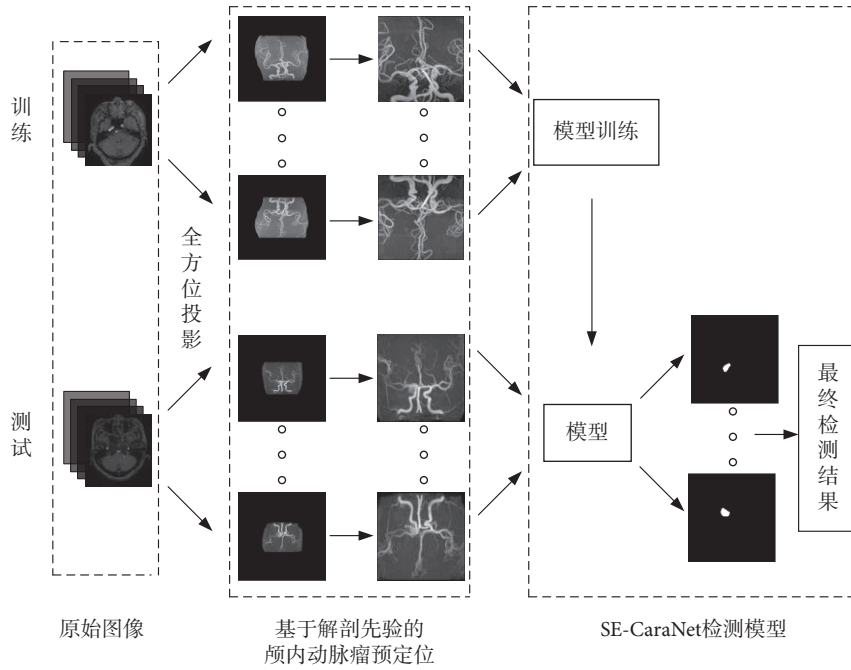 训练
模型训练
全方位投影
测试
模型
最终检测结果
原始图像
基于解剖先验的
颅内动脉瘤预定位
SE-CaraNet检测模型